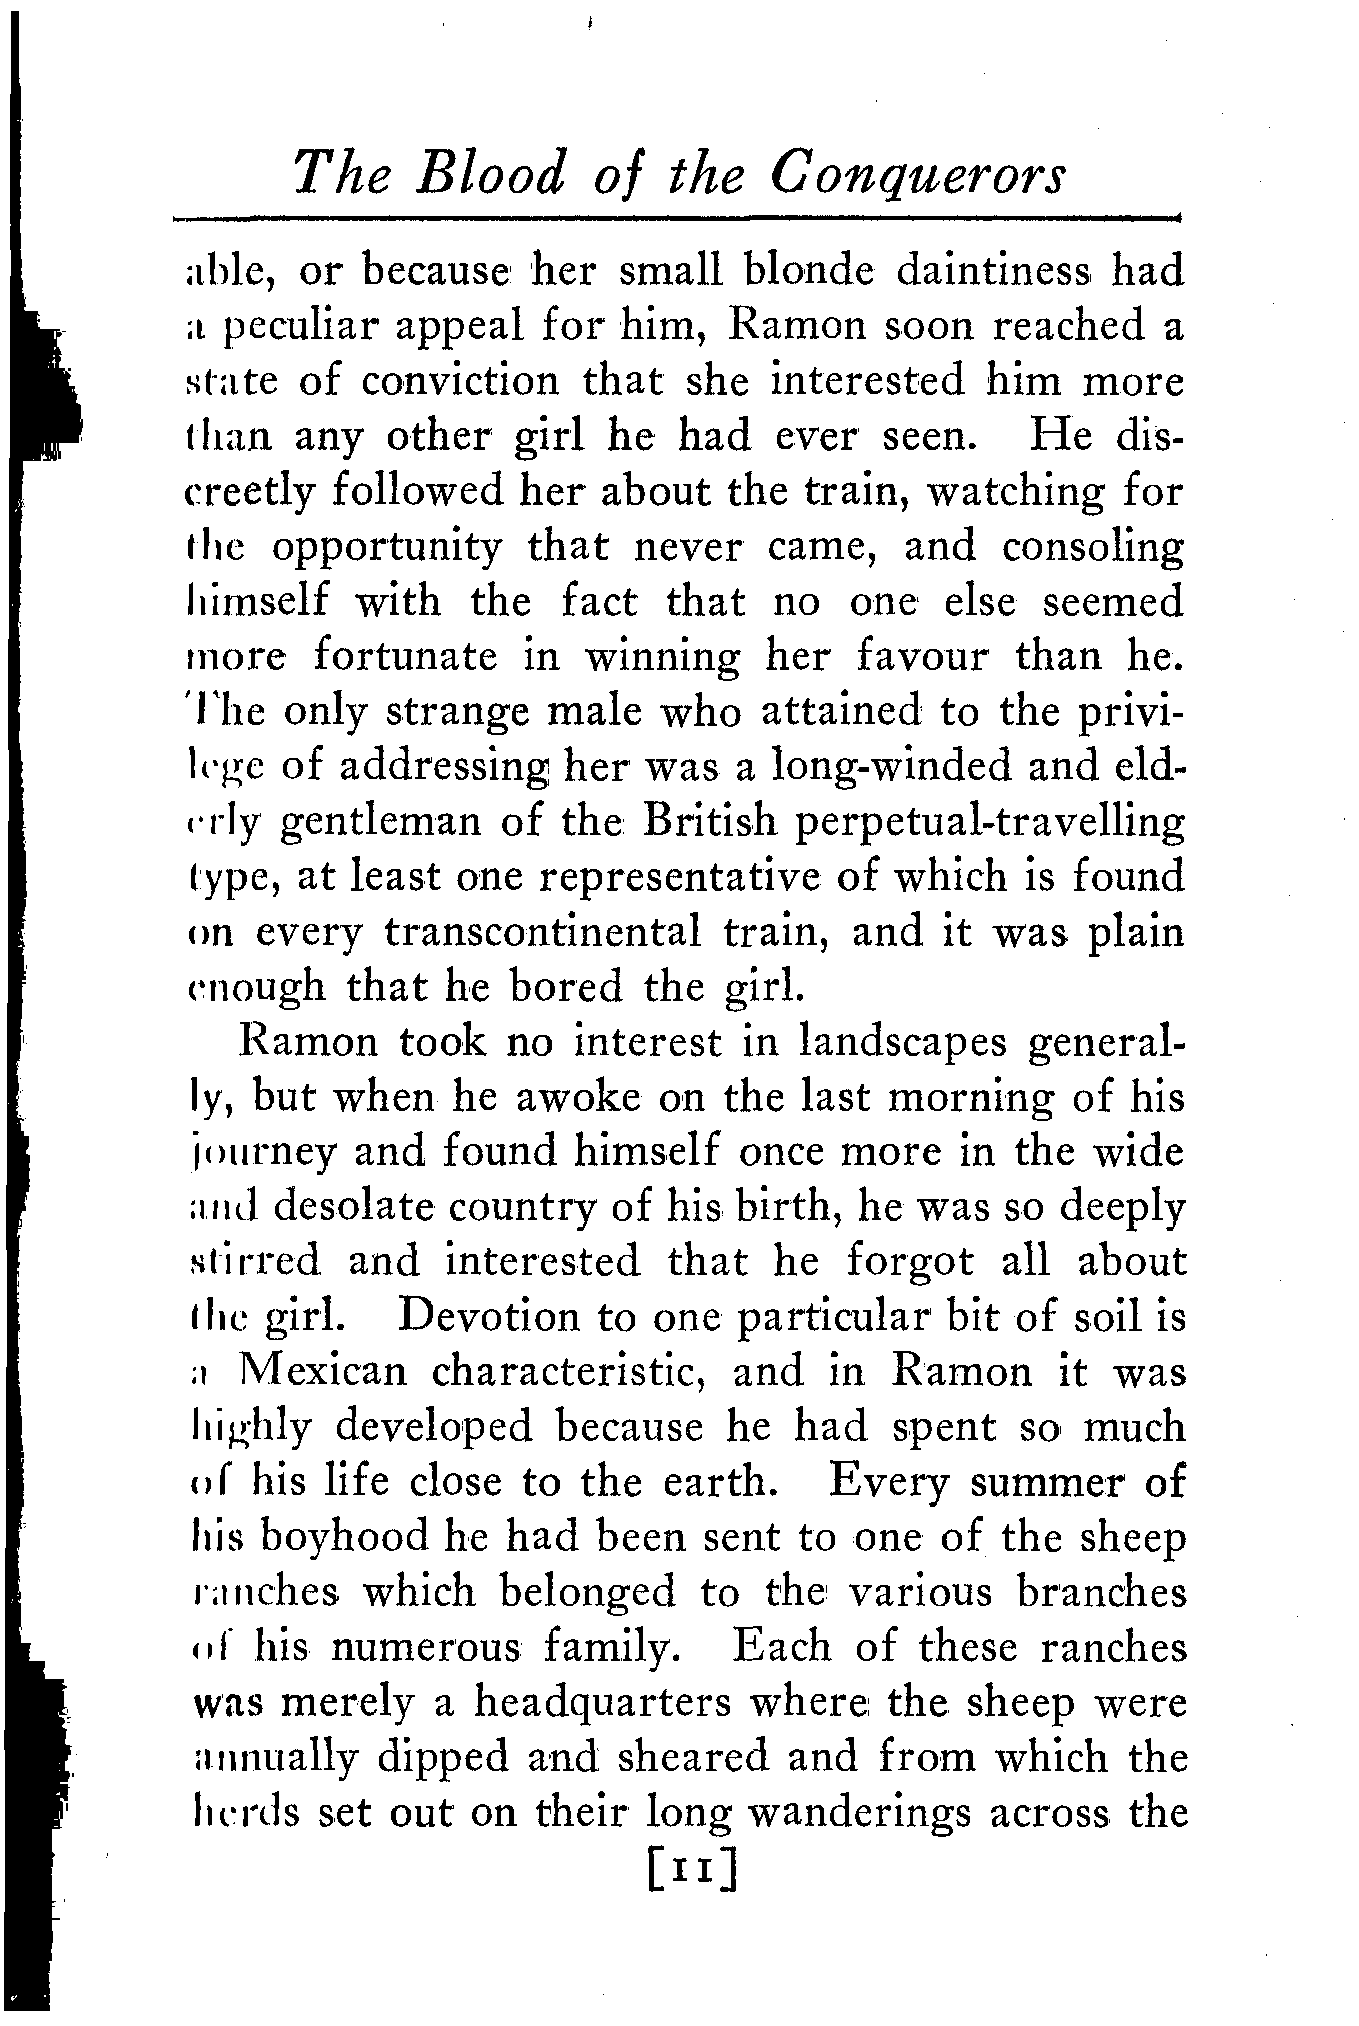 The Blood of the Conquerors
able, or because her small blonde daintiness had
a peculiar appeal for him, Ramon soon reached a
state of conviction that she interested him more
than any other girl he had ever seen. He dis-
creetly followed her about the train, watching for
the opportunity that never came, and consoling
himself with the fact that no one else seemed
more fortunate in winning her favour than he.
The only strange male who attained to the privi-
lege of addressing her was a long-winded and eld-
erly gentleman of the British perpetual-travelling
type, at least one representative of which is found
on every transcontinental train, and it was plain
enough that he bored the girl.
Ramon took no interest in landscapes general-
ly, but when he awoke on the last morning of his
journey and found himself once more in the wide
and desolate country of his birth, he was so deeply
stirred and interested that he forgot all about
the girl. Devotion to one particular bit of soil is
a Mexican characteristic, and in Ramon it was
highly developed because he had spent so much
of his life close to the earth. Every summer of
his boyhood he had been sent to one of the sheep
ranches which belonged to the various branches
of his numerous family. Each of these ranches
was merely a headquarters where the sheep were
annually dipped and sheared and from which the
herds set out on their long wanderings across the
[11]